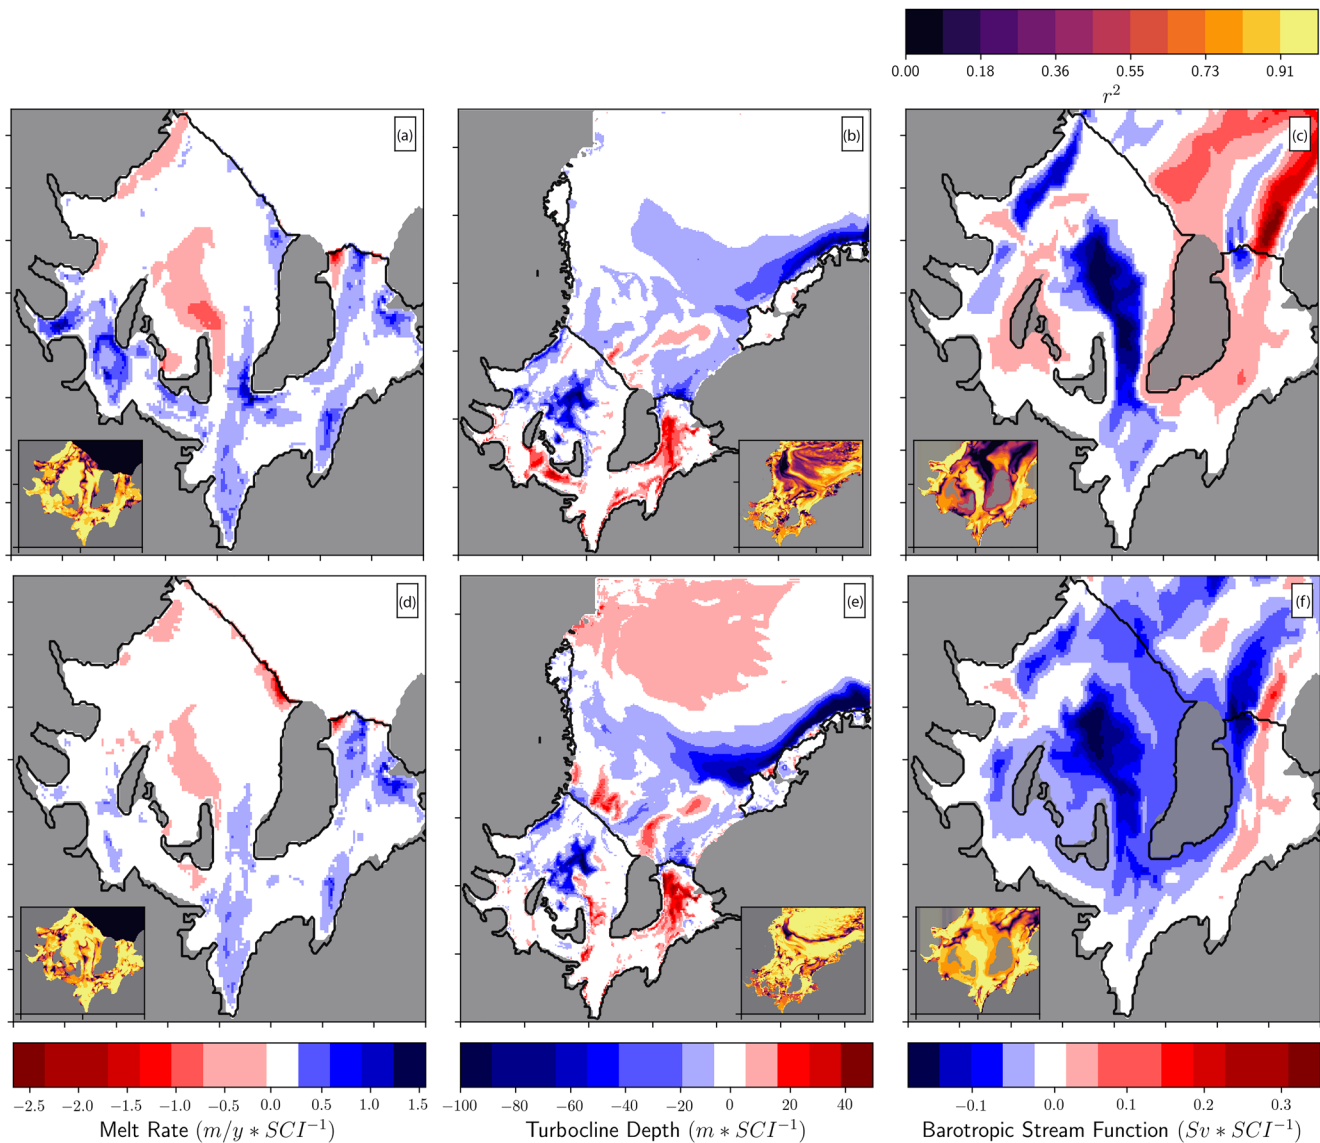 0.00 0.18 0.36 0.55 0.73 0.91
r²
(a) (b) (c)
(d) (e) (f)
−2.5 −2.0 −1.5 −1.0 −0.5 0.0 0.5 1.0 1.5
Melt Rate (m/y ∗ SCI⁻¹)
−100 −80 −60 −40 −20 0 20 40
Turbocline Depth (m ∗ SCI⁻¹)
−0.1 0.0 0.1 0.2 0.3
Barotropic Stream Function (Sv ∗ SCI⁻¹)